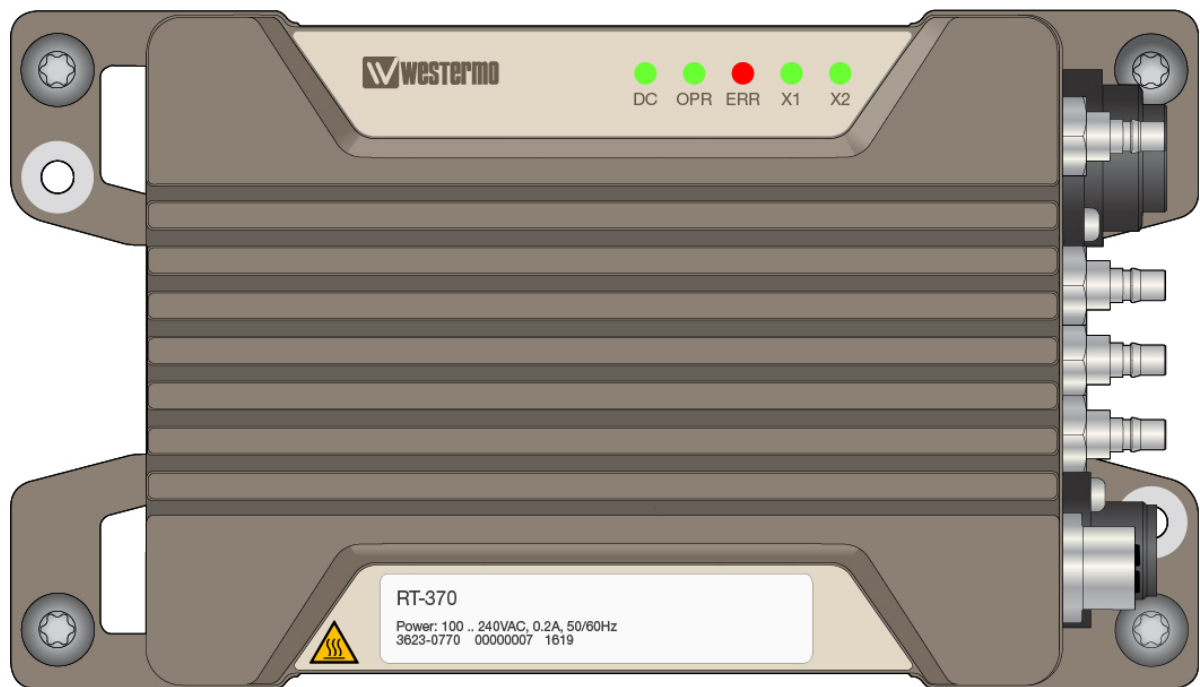 Westermo
DC OPR ERR X1 X2
RT-370
Power: 100 .. 240VAC, 0.2A, 50/60Hz
3623-0770 00000007 1619